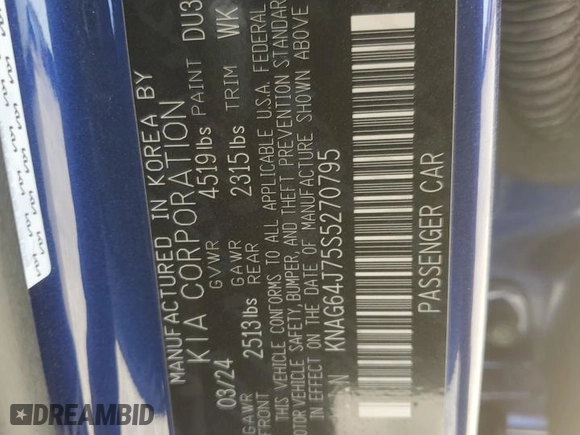 MANUFACTURED IN KOREA BY
KIA CORPORATION
03/24 GVWR 4519lbs PAINT DU3
GAWR FRONT 2513lbs GAWR REAR 2315lbs TRIM WK
THIS VEHICLE CONFORMS TO ALL APPLICABLE U.S.A. FEDERAL
MOTOR VEHICLE SAFETY, BUMPER, AND THEFT PREVENTION STANDARD
IN EFFECT ON THE DATE OF MANUFACTURE SHOWN ABOVE
KNAG64J75S5270795
PASSENGER CAR
DREAMBID